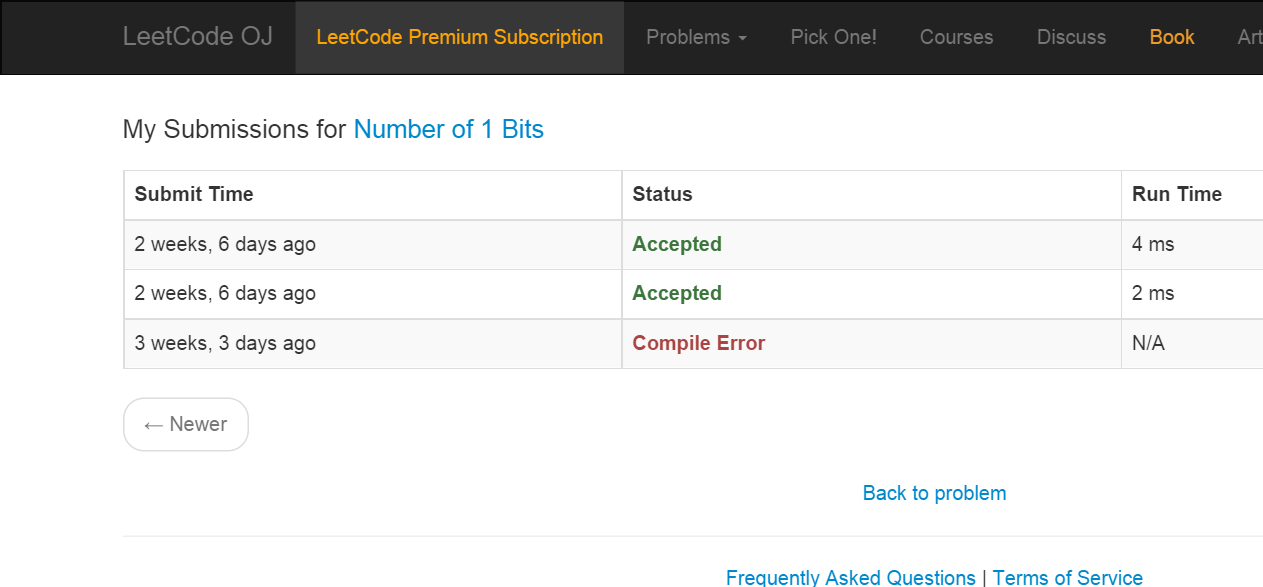 LeetCode OJ LeetCode Premium Subscription Problems Pick One! Courses Discuss Book
My Submissions for Number of 1 Bits
Submit Time Status Run Time
2 weeks, 6 days ago Accepted 4 ms
2 weeks, 6 days ago Accepted 2 ms
3 weeks, 3 days ago Compile Error N/A
← Newer
Back to problem
Frequently Asked Questions | Terms of Service